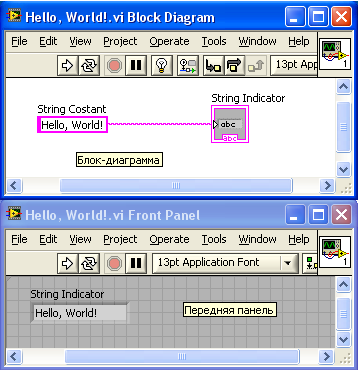 Hello, World!.vi Block Diagram
File Edit View Project Operate Tools Window Help
13pt App
1
String Costant
Hello, World!
String Indicator
abc
abc
Блок-диаграмма
Hello, World!.vi Front Panel
File Edit View Project Operate Tools Window Help
13pt Application Font
1
String Indicator
Hello, World!
Передняя панель